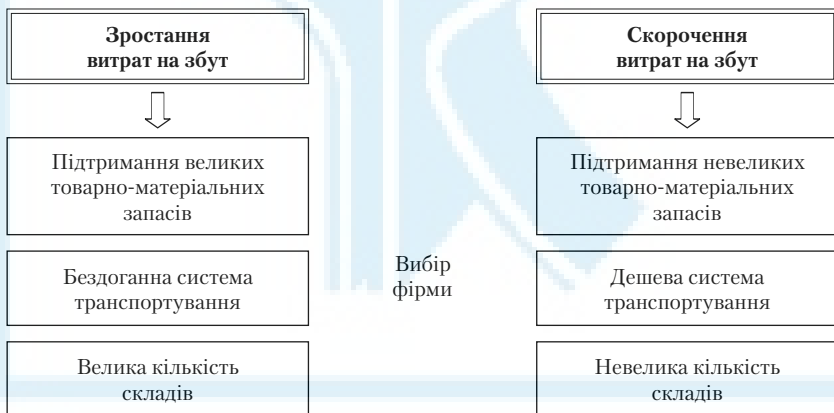 Зростання
витрат на збут
Підтримання великих
товарно-матеріальних
запасів
Бездоганна система
транспортування
Велика кількість
складів
Вибір
фірми
Скорочення
витрат на збут
Підтримання невеликих
товарно-матеріальних
запасів
Дешева система
транспортування
Невелика кількість
складів